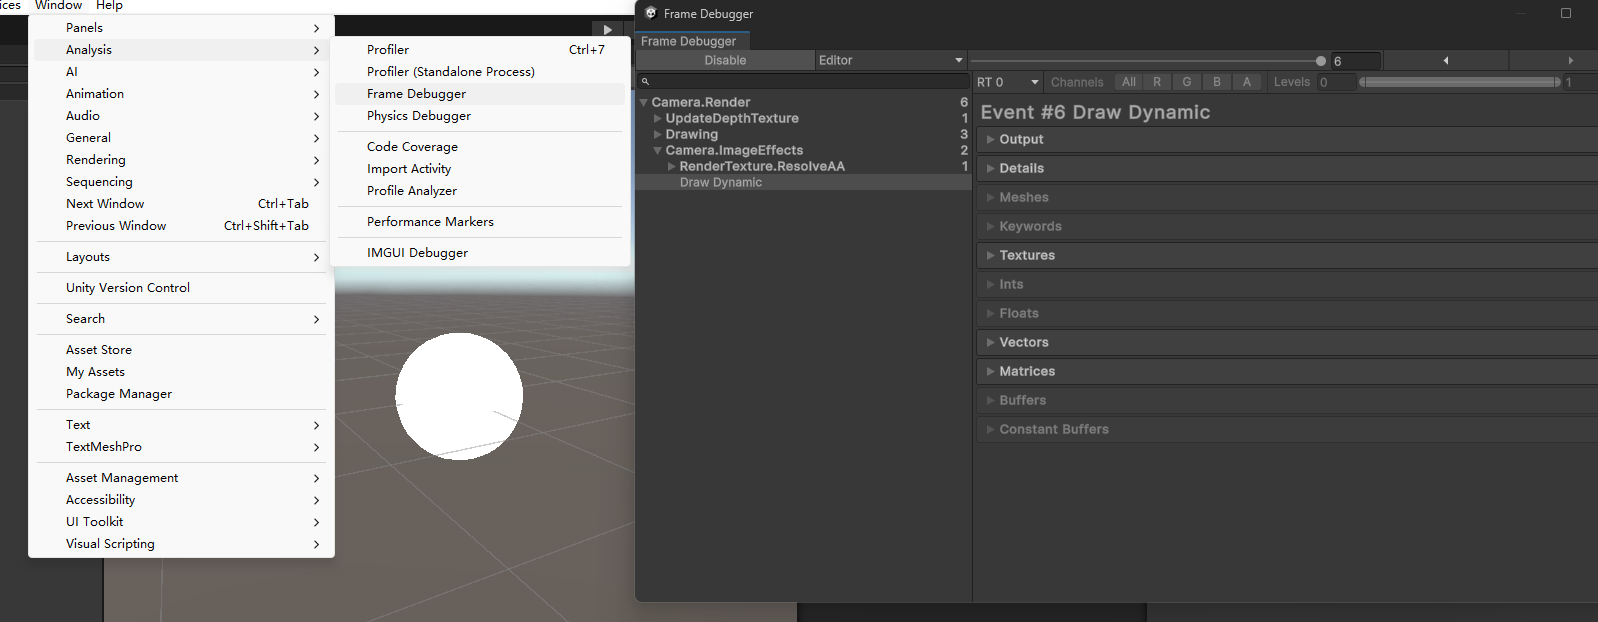 ices Window Help
Panels
Analysis
AI
Animation
Audio
General
Rendering
Sequencing
Next Window Ctrl+Tab
Previous Window Ctrl+Shift+Tab
Layouts
Unity Version Control
Search
Asset Store
My Assets
Package Manager
Text
TextMeshPro
Asset Management
Accessibility
UI Toolkit
Visual Scripting
Profiler Ctrl+7
Profiler (Standalone Process)
Frame Debugger
Physics Debugger
Code Coverage
Import Activity
Profile Analyzer
Performance Markers
IMGUI Debugger
Frame Debugger
Frame Debugger
Disable Editor 6
Camera.Render 6
UpdateDepthTexture 1
Drawing 3
Camera.ImageEffects 2
RenderTexture.ResolveAA 1
Draw Dynamic
RT 0 Channels All R G B A Levels 0 1
Event #6 Draw Dynamic
Output
Details
Meshes
Keywords
Textures
Ints
Floats
Vectors
Matrices
Buffers
Constant Buffers